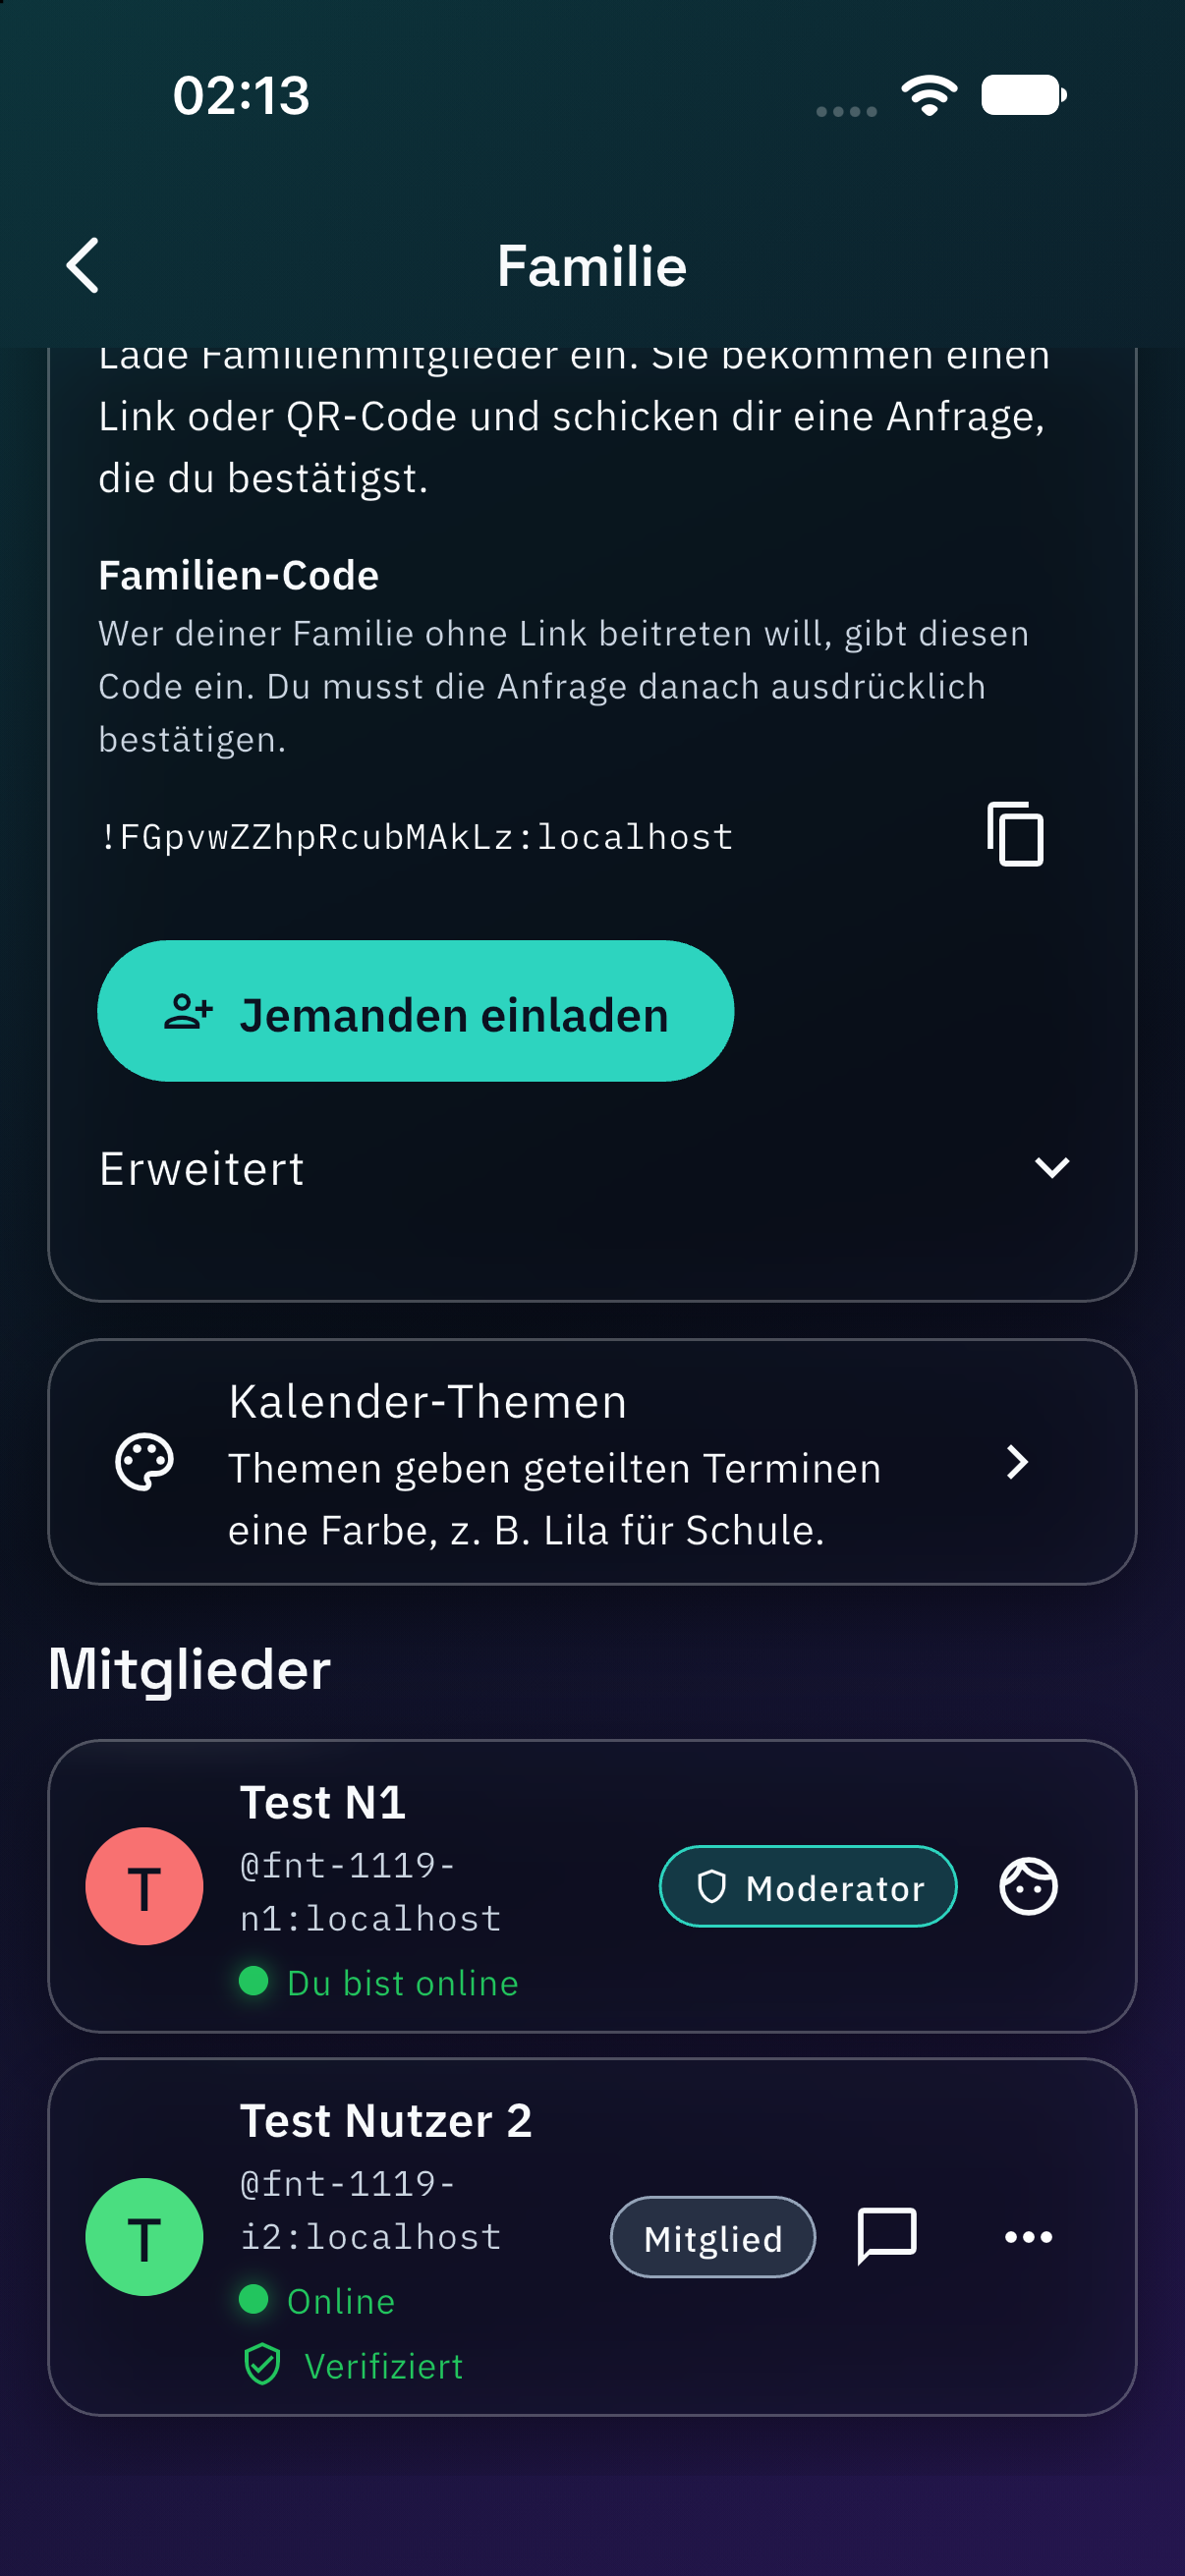 02:13
Familie
Lade Familienmitglieder ein. Sie bekommen einen
Link oder QR-Code und schicken dir eine Anfrage,
die du bestätigst.
Familien-Code
Wer deiner Familie ohne Link beitreten will, gibt diesen
Code ein. Du musst die Anfrage danach ausdrücklich
bestätigen.
!FGpvwZZhpRcubMAkLz:localhost
Jemanden einladen
Erweitert
Kalender-Themen
Themen geben geteilten Terminen
eine Farbe, z. B. Lila für Schule.
Mitglieder
T
Test N1
@fnt-1119-
n1:localhost
Du bist online
Moderator
T
Test Nutzer 2
@fnt-1119-
i2:localhost
Online
Verifiziert
Mitglied